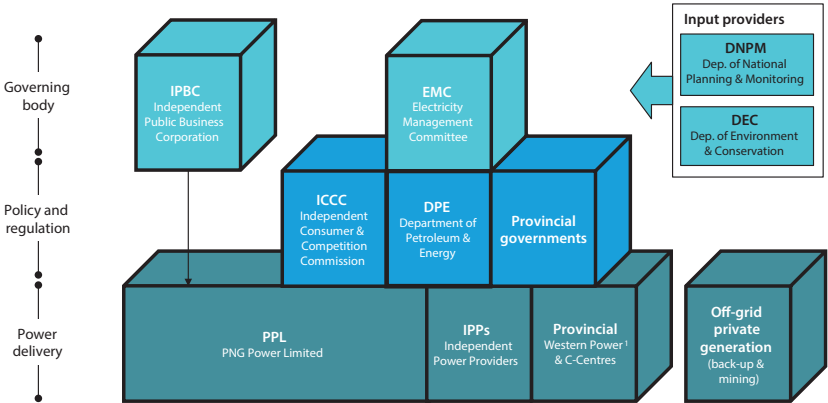 Governing
body
Policy and
regulation
Power
delivery
IPBC
Independent
Public Business
Corporation
EMC
Electricity
Management
Committee
Input providers
DNPM
Dep. of National
Planning & Monitoring
DEC
Dep. of Environment
& Conservation
ICCC
Independent
Consumer &
Competition
Commission
DPE
Department of
Petroleum &
Energy
Provincial
governments
PPL
PNG Power Limited
IPPs
Independent
Power Providers
Provincial
Western Power ¹
& C-Centres
Off-grid
private
generation
(back-up &
mining)